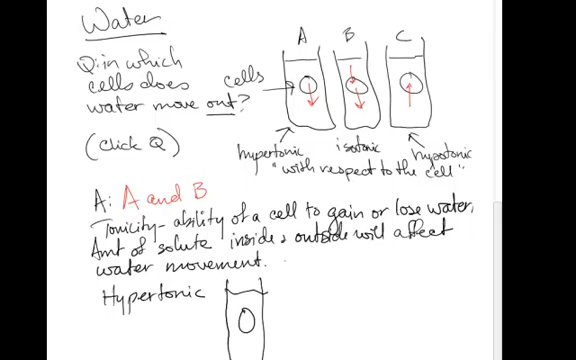 Water
Q: in which
cells does
water move out?
(Click Q)
cells
A B C
hypertonic isotonic hypotonic
"with respect to the cell"
A: A and B
Tonicity - ability of a cell to gain or lose water.
Amt of solute inside & outside will affect
water movement.
Hypertonic